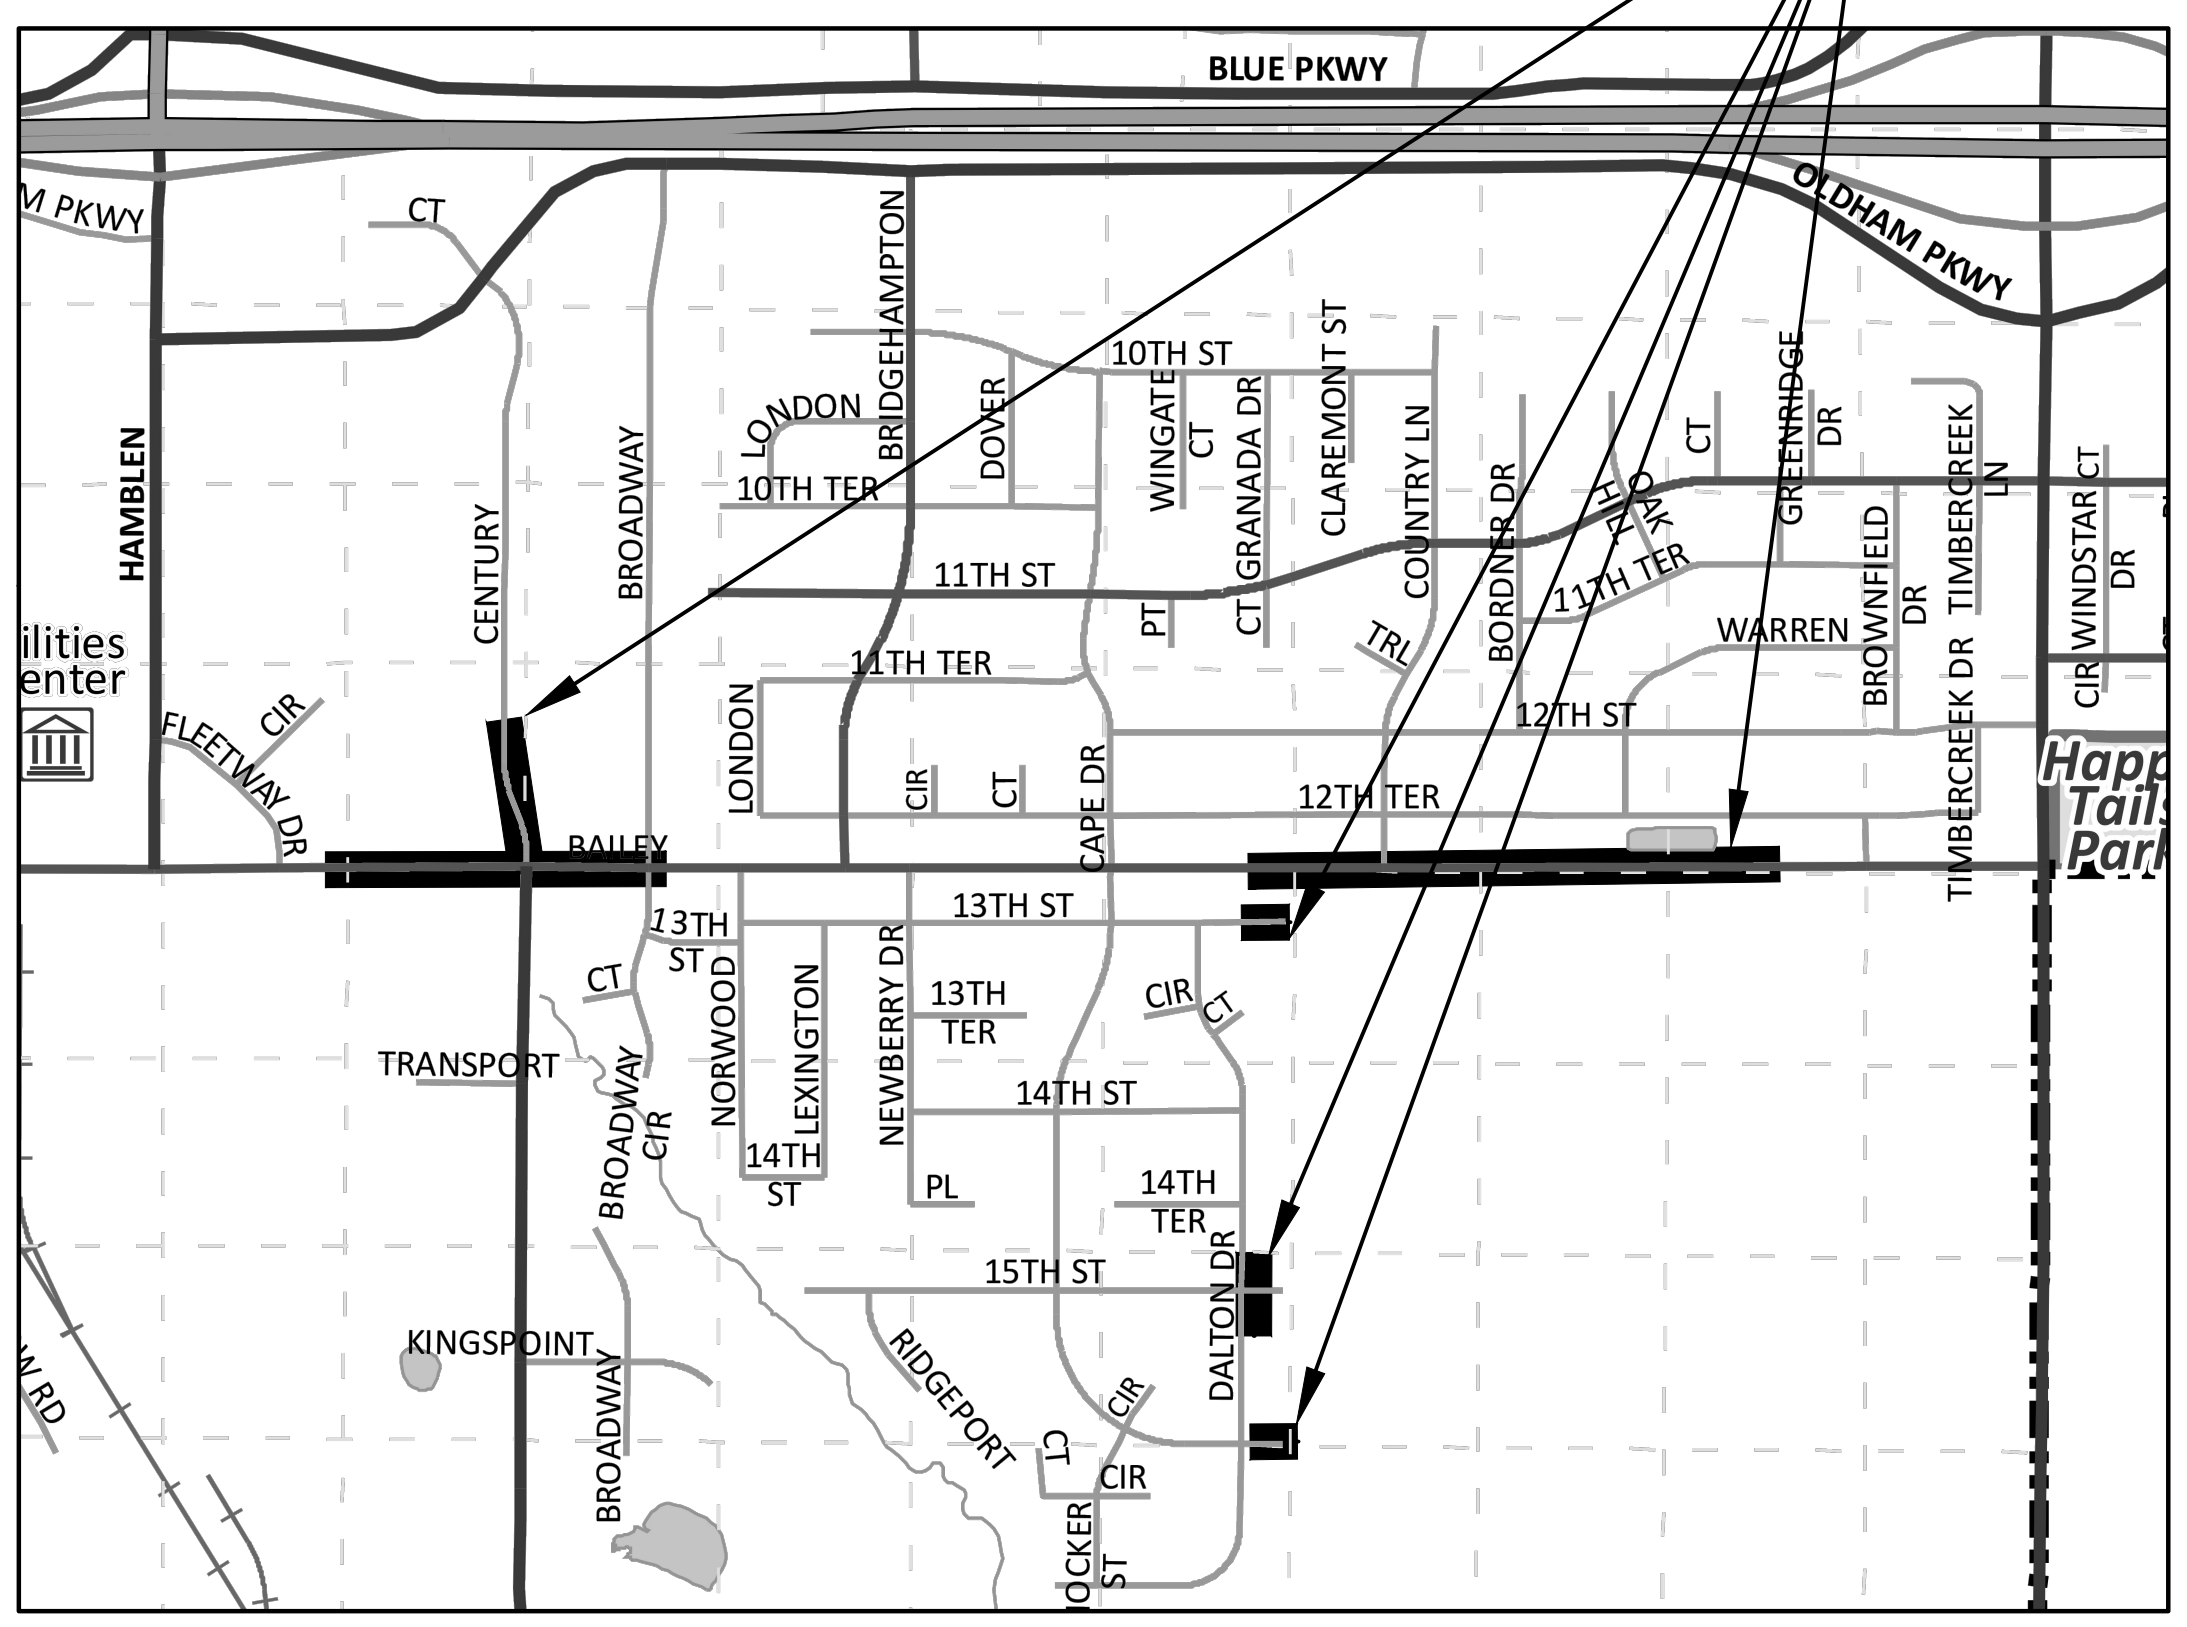 BLUE PKWY
M PKWY
CT
OLDHAM PKWY
BRIDGEHAMPTON
10TH ST
CLAREMONT ST
GREENRIDGE
DR
LONDON
DOVER
WINGATE
CT
GRANADA DR
COUNTRY LN
CT
TIMBERCREEK
LN
HAMBLEN
BROADWAY
10TH TER
BORDNER DR
OAK
HILL
CT
WINDSTAR
CIR
DR
CENTURY
11TH ST
PT
CT
11TH TER
BROWNFIELD
DR
ilities
enter
WARREN
TRL
11TH TER
CIR
FLEETWAY DR
LONDON
12TH ST
TIMBERCREEK DR
Happ
Tails
Park
CIR
CT
CAPE DR
12TH TER
BAILEY
13TH
ST
13TH ST
CT
NORWOOD
LEXINGTON
NEWBERRY DR
13TH
TER
CIR
CT
TRANSPORT
BROADWAY
CIR
14TH ST
14TH
ST
PL
14TH
TER
15TH ST
DALTON DR
KINGSPOINT
RIDGEPORT
W RD
BROADWAY
CIR
CT
CIR
OCKER
ST